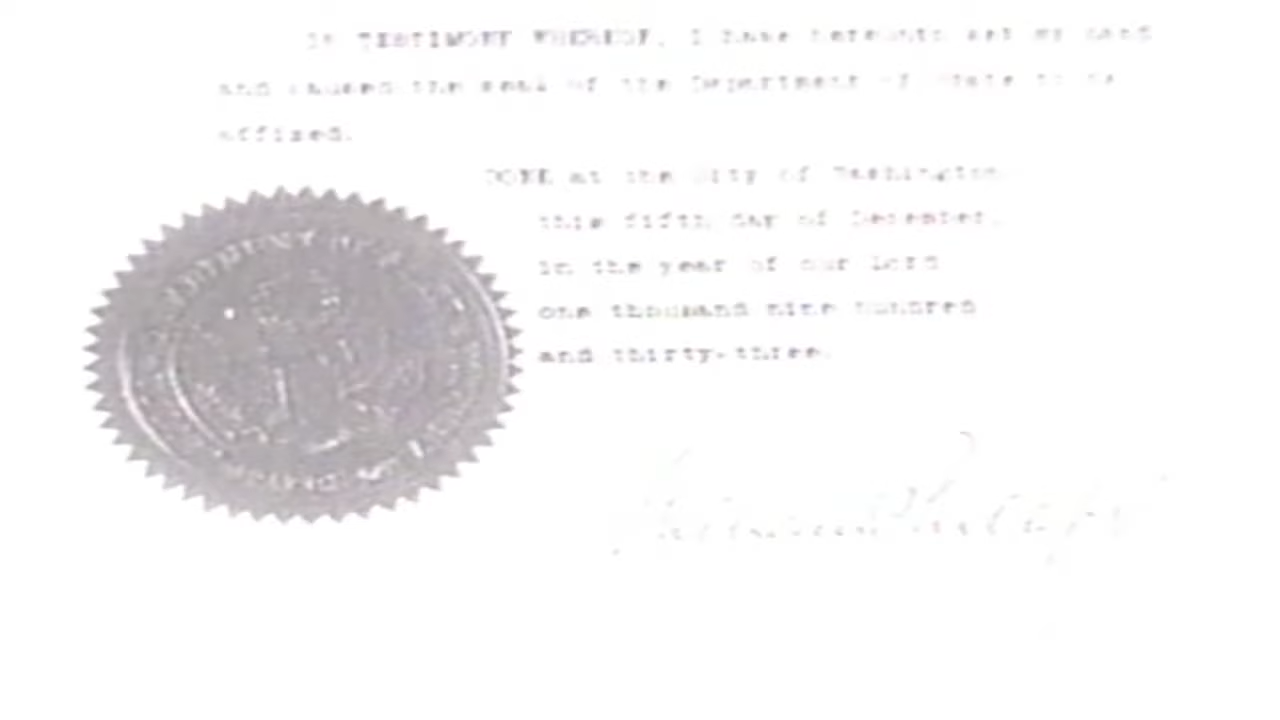 IN TESTIMONY WHEREOF, I have hereunto set my hand
and caused the seal of the Department of State to be
affixed.
DONE at the City of Washington
this fifth day of December,
in the year of our Lord
one thousand nine hundred
and thirty-three.